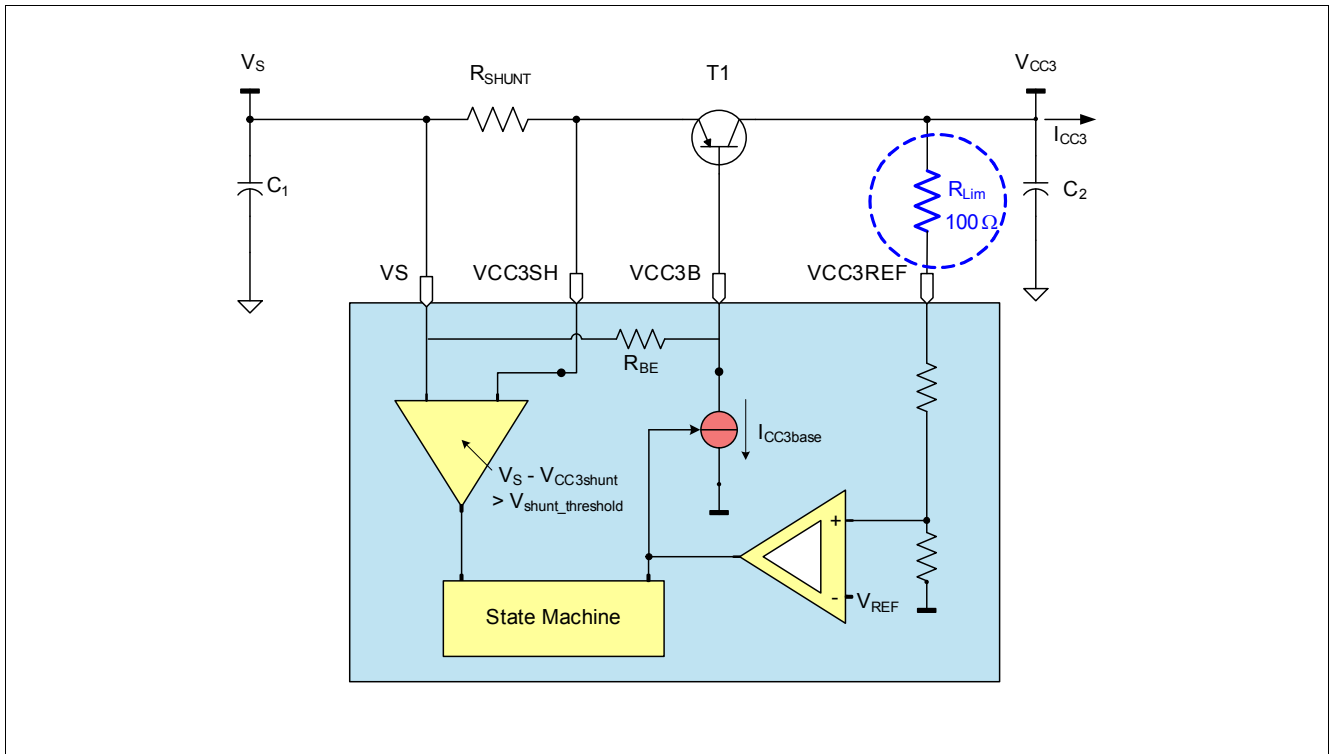 VS
RSHUNT
T1
VCC3
ICC3
C1
RLim
100 Ω
C2
VS
VCC3SH
VCC3B
VCC3REF
RBE
ICC3base
VS - VCC3shunt
> Vshunt_threshold
+
-
VREF
State Machine